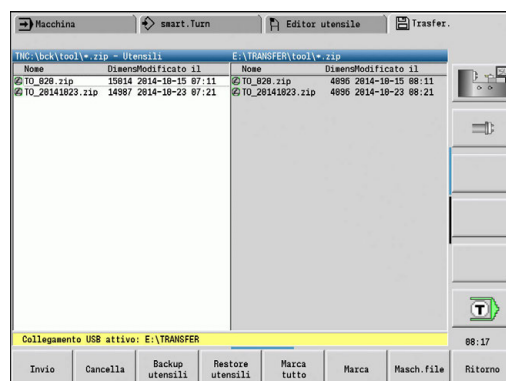 Macchina smart.Turn Editor utensile Trasfer.
TNC:\bck\tool\*.zip - Utensili E:\TRANSFER\tool\*.zip
Nome DimensModificato il Nome DimensModificato il
TO_020.zip 15014 2014-10-15 07:11 TO_020.zip 4096 2014-10-15 08:11
TO_20141023.zip 14987 2014-10-23 07:21 TO_20141023.zip 4096 2014-10-23 08:21
T
Collegamento USB attivo: E:\TRANSFER 08:17
Invio Cancella Backup utensili Restore utensili Marca tutto Marca Masch.file Ritorno